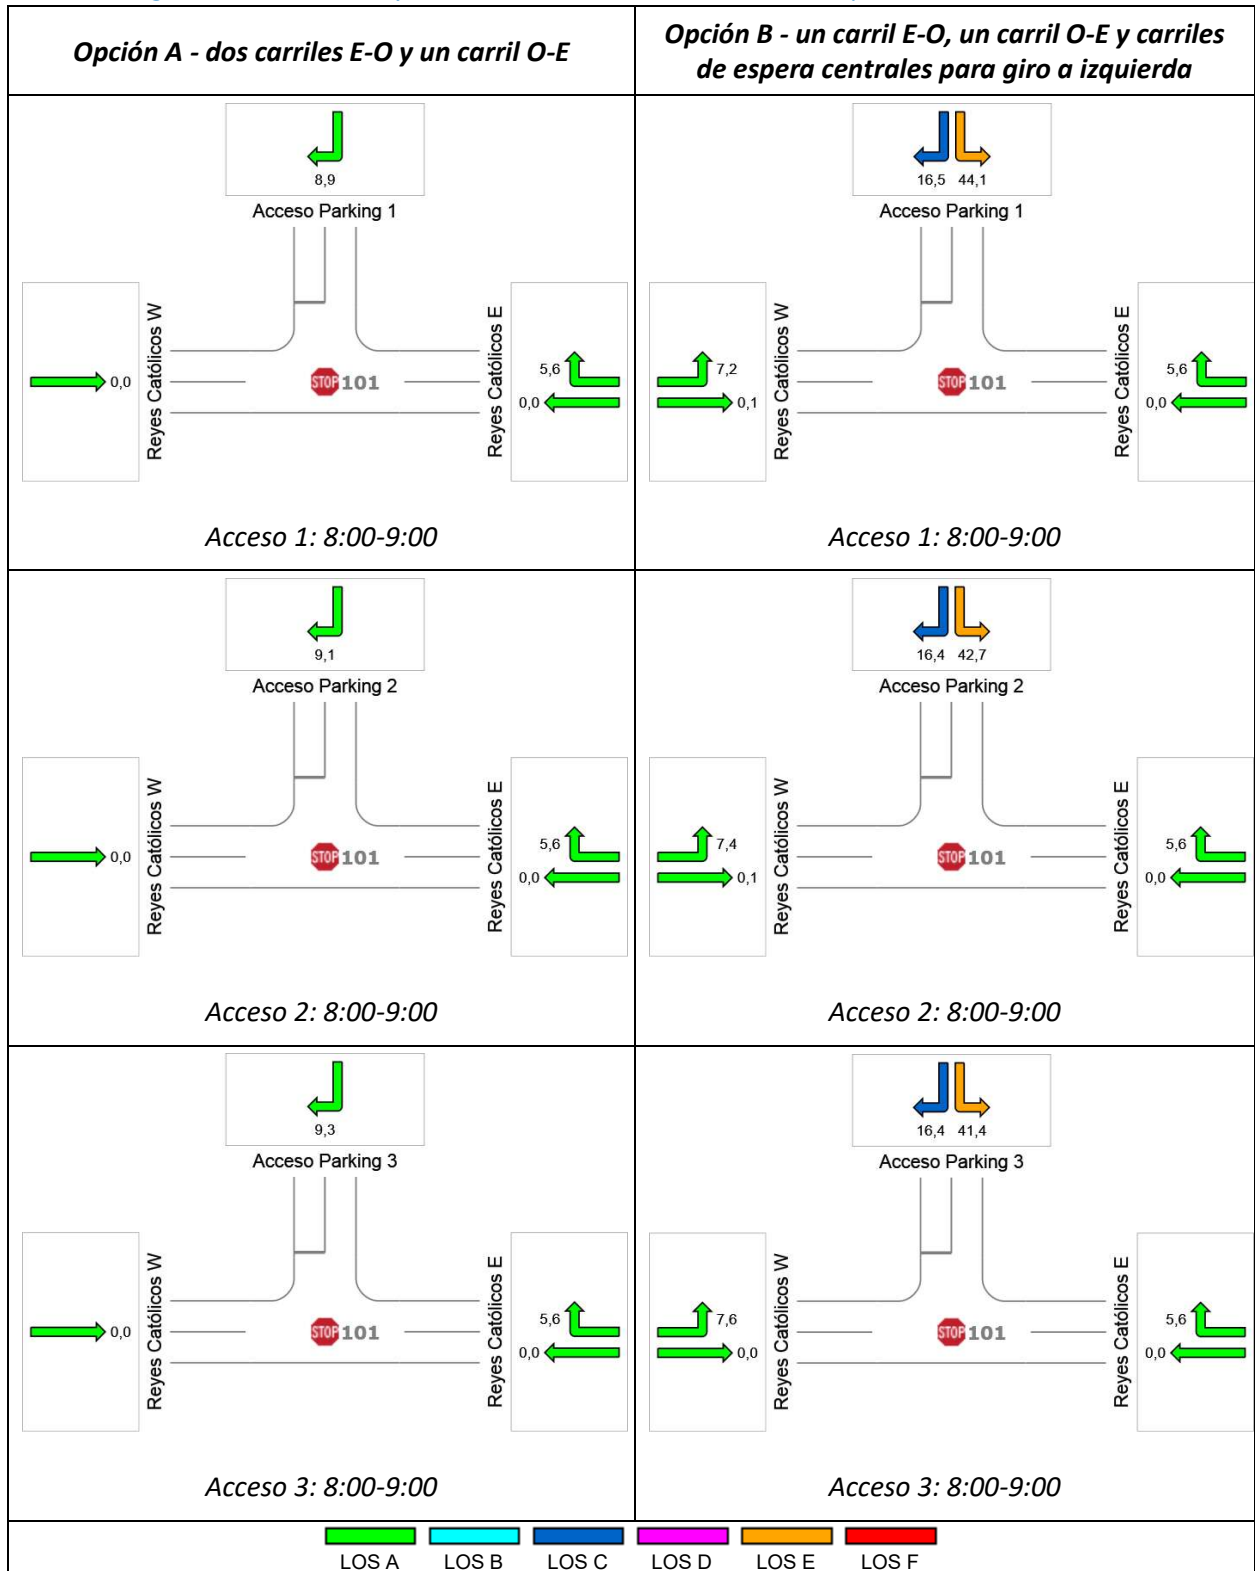 Opción A - dos carriles E-O y un carril O-E
Opción B - un carril E-O, un carril O-E y carriles
de espera centrales para giro a izquierda
8,9
Acceso Parking 1
Reyes Católicos W
Reyes Católicos E
0,0
STOP 101
5,6
0,0
Acceso 1: 8:00-9:00
16,5 44,1
Acceso Parking 1
Reyes Católicos W
Reyes Católicos E
7,2
0,1
STOP 101
5,6
0,0
Acceso 1: 8:00-9:00
9,1
Acceso Parking 2
Reyes Católicos W
Reyes Católicos E
0,0
STOP 101
5,6
0,0
Acceso 2: 8:00-9:00
16,4 42,7
Acceso Parking 2
Reyes Católicos W
Reyes Católicos E
7,4
0,1
STOP 101
5,6
0,0
Acceso 2: 8:00-9:00
9,3
Acceso Parking 3
Reyes Católicos W
Reyes Católicos E
0,0
STOP 101
5,6
0,0
Acceso 3: 8:00-9:00
16,4 41,4
Acceso Parking 3
Reyes Católicos W
Reyes Católicos E
7,6
0,0
STOP 101
5,6
0,0
Acceso 3: 8:00-9:00
LOS A LOS B LOS C LOS D LOS E LOS F